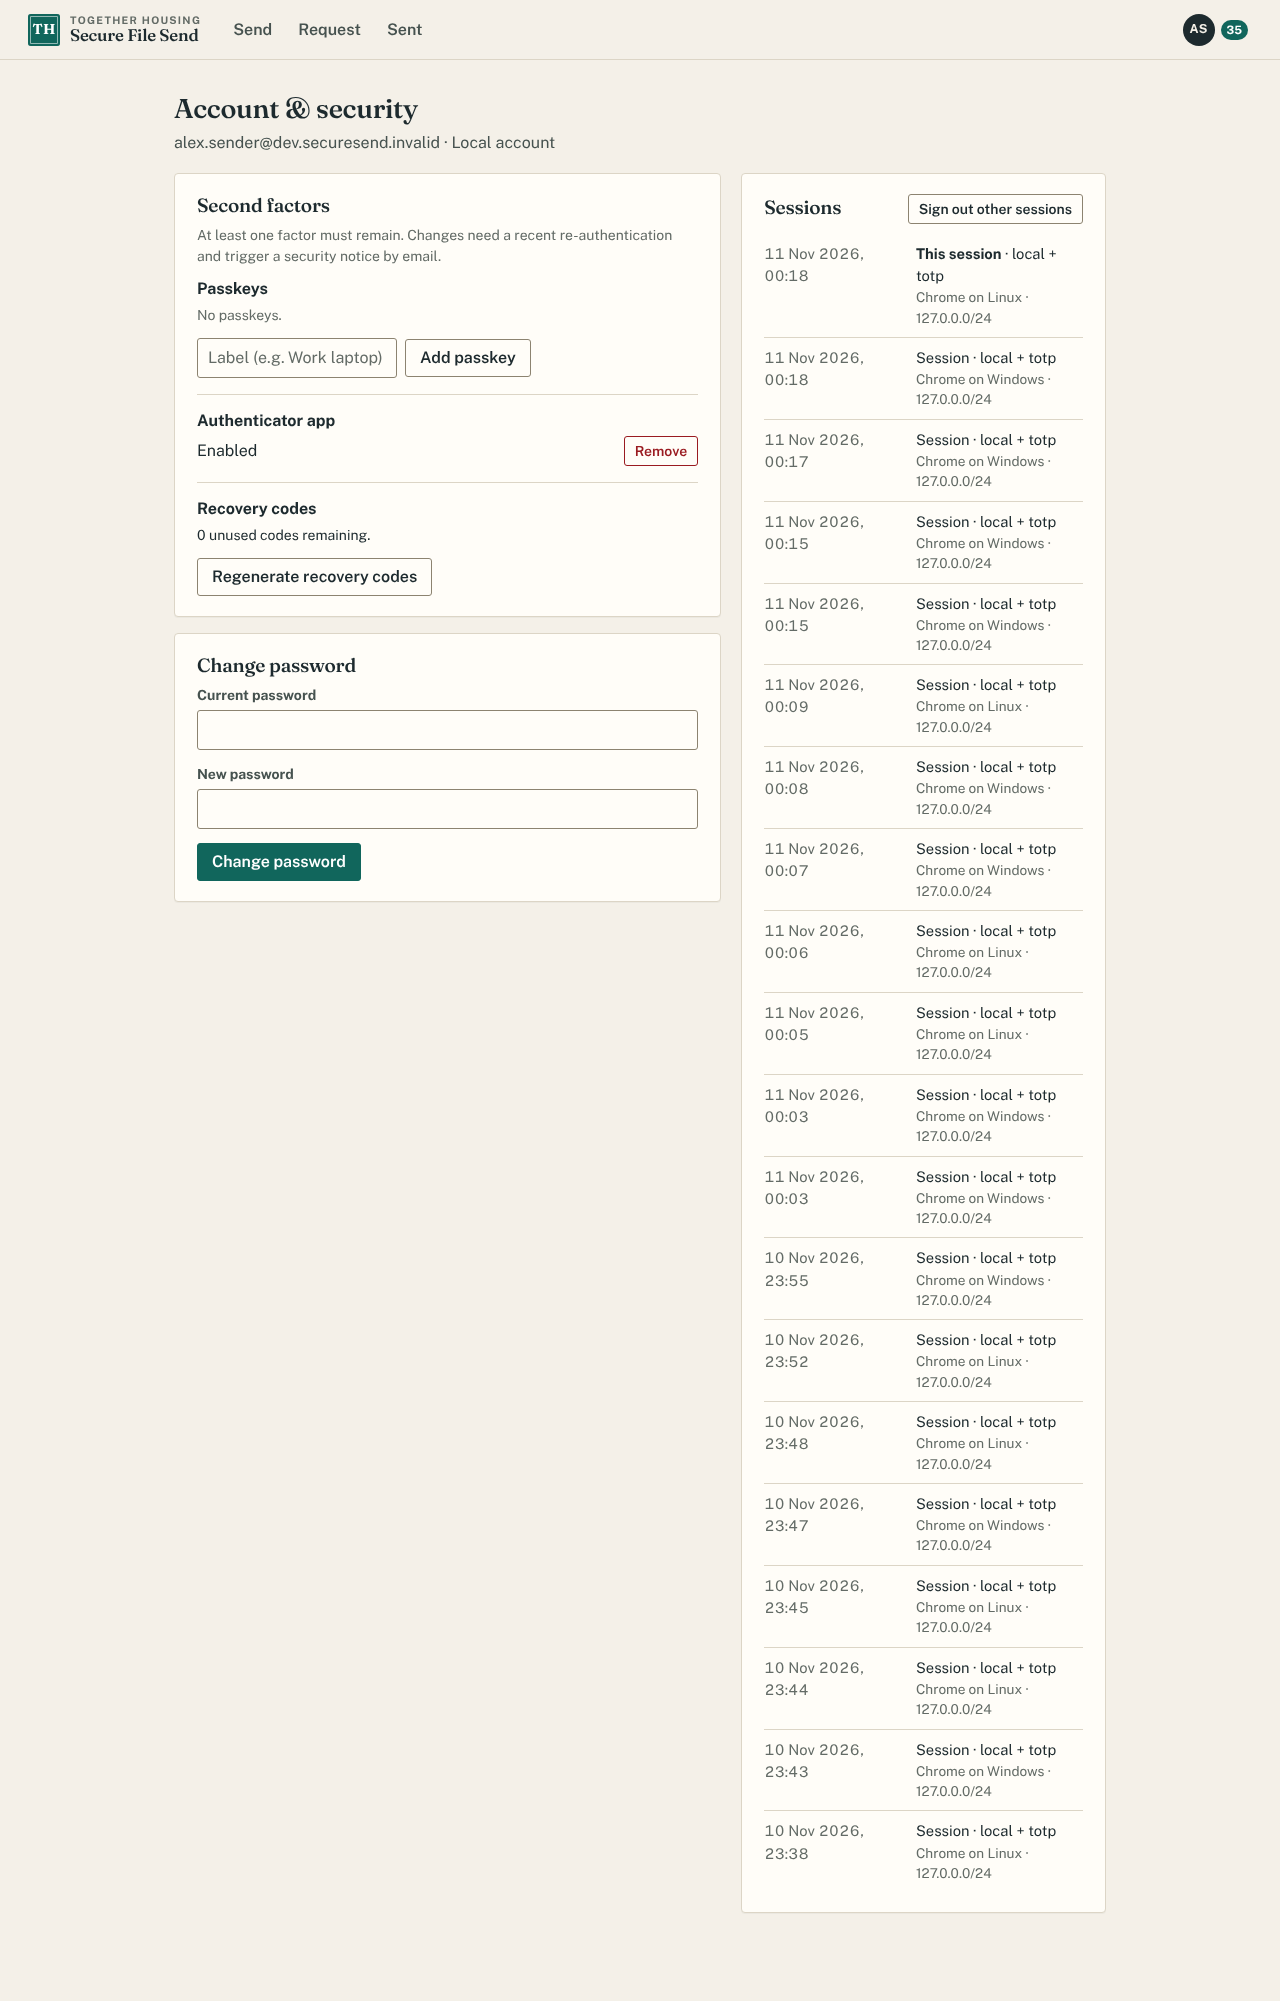 TH
TOGETHER HOUSING
Secure File Send
Send
Request
Sent
AS
35
Account & security
alex.sender@dev.securesend.invalid · Local account
Second factors
At least one factor must remain. Changes need a recent re-authentication
and trigger a security notice by email.
Passkeys
No passkeys.
Label (e.g. Work laptop)
Add passkey
Authenticator app
Enabled
Remove
Recovery codes
0 unused codes remaining.
Regenerate recovery codes
Change password
Current password
New password
Change password
Sessions
Sign out other sessions
11 Nov 2026,
00:18
This session · local +
totp
Chrome on Linux ·
127.0.0.0/24
11 Nov 2026,
00:18
Session · local + totp
Chrome on Windows ·
127.0.0.0/24
11 Nov 2026,
00:17
Session · local + totp
Chrome on Windows ·
127.0.0.0/24
11 Nov 2026,
00:15
Session · local + totp
Chrome on Windows ·
127.0.0.0/24
11 Nov 2026,
00:15
Session · local + totp
Chrome on Windows ·
127.0.0.0/24
11 Nov 2026,
00:09
Session · local + totp
Chrome on Linux ·
127.0.0.0/24
11 Nov 2026,
00:08
Session · local + totp
Chrome on Windows ·
127.0.0.0/24
11 Nov 2026,
00:07
Session · local + totp
Chrome on Windows ·
127.0.0.0/24
11 Nov 2026,
00:06
Session · local + totp
Chrome on Linux ·
127.0.0.0/24
11 Nov 2026,
00:05
Session · local + totp
Chrome on Linux ·
127.0.0.0/24
11 Nov 2026,
00:03
Session · local + totp
Chrome on Windows ·
127.0.0.0/24
11 Nov 2026,
00:03
Session · local + totp
Chrome on Windows ·
127.0.0.0/24
10 Nov 2026,
23:55
Session · local + totp
Chrome on Windows ·
127.0.0.0/24
10 Nov 2026,
23:52
Session · local + totp
Chrome on Linux ·
127.0.0.0/24
10 Nov 2026,
23:48
Session · local + totp
Chrome on Linux ·
127.0.0.0/24
10 Nov 2026,
23:47
Session · local + totp
Chrome on Windows ·
127.0.0.0/24
10 Nov 2026,
23:45
Session · local + totp
Chrome on Linux ·
127.0.0.0/24
10 Nov 2026,
23:44
Session · local + totp
Chrome on Linux ·
127.0.0.0/24
10 Nov 2026,
23:43
Session · local + totp
Chrome on Windows ·
127.0.0.0/24
10 Nov 2026,
23:38
Session · local + totp
Chrome on Linux ·
127.0.0.0/24